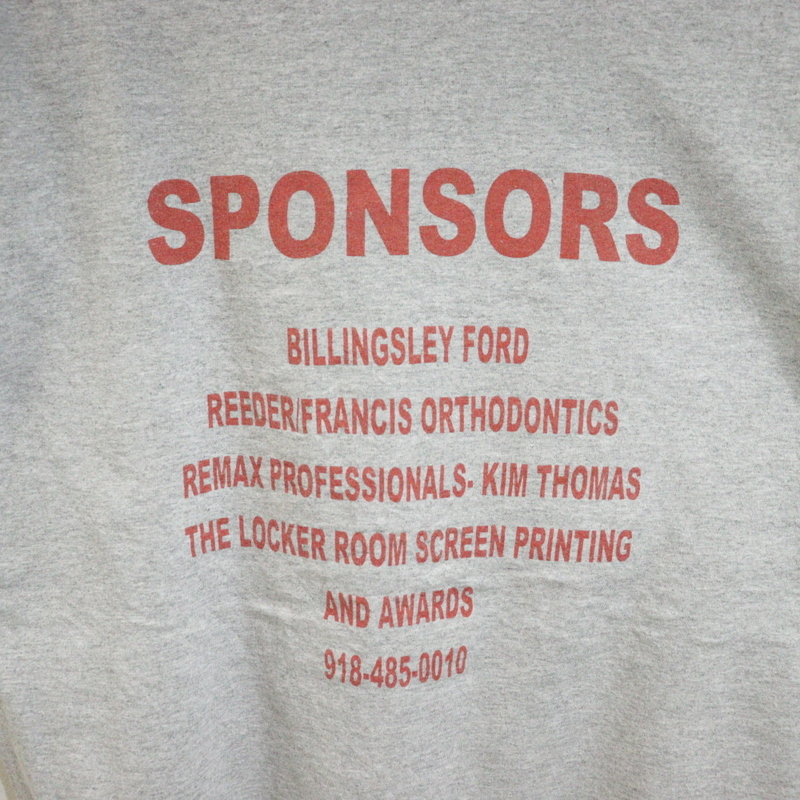 SPONSORS
BILLINGSLEY FORD
REEDER/FRANCIS ORTHODONTICS
REMAX PROFESSIONALS- KIM THOMAS
THE LOCKER ROOM SCREEN PRINTING
AND AWARDS
918-485-0010